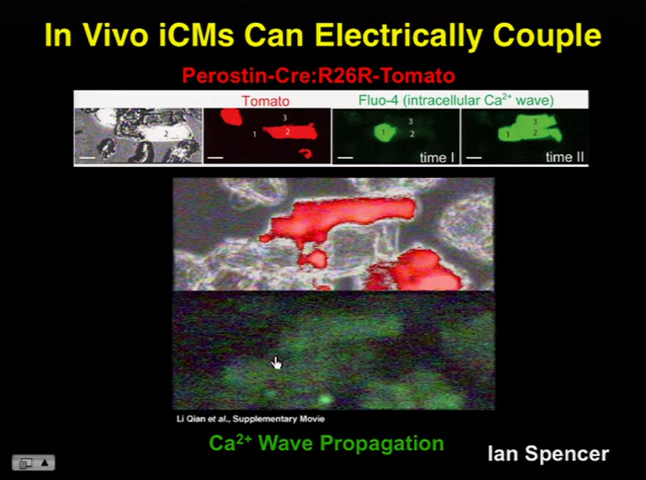 In Vivo iCMs Can Electrically Couple
Perostin-Cre:R26R-Tomato
Tomato
Fluo-4 (intracellular Ca2+ wave)
2
3
1
2
3
1
2
time I
3
1
2
time II
Li Qian et al., Supplementary Movie
Ca2+ Wave Propagation
Ian Spencer